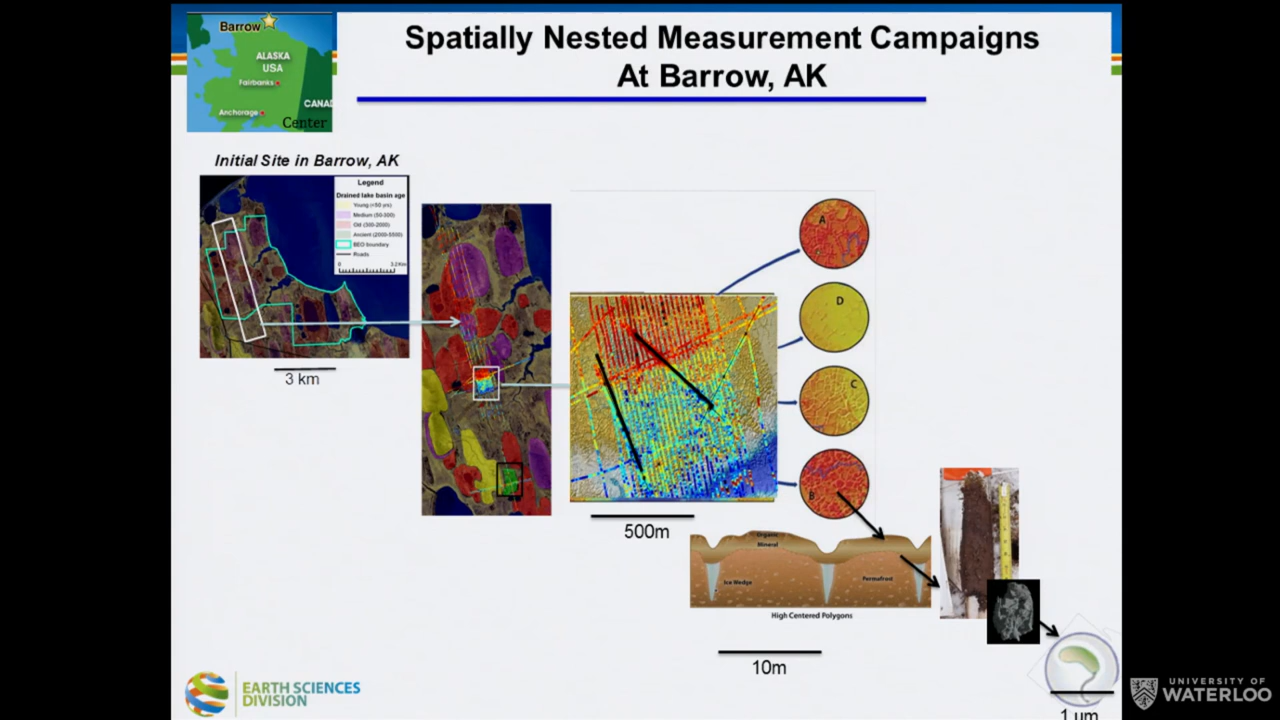 Spatially Nested Measurement Campaigns
At Barrow, AK
Barrow
ALASKA
USA
Fairbanks
CANAD
Anchorage
Center
Initial Site in Barrow, AK
Legend
Drained lake basin age
Young (<50 yrs)
Medium (50-300)
Old (300-2000)
Ancient (2000-5500)
BEO boundary
Roads
0
3 km
A
D
C
B
500m
Organic
Mineral
Ice Wedge
Permafrost
High Centered Polygons
10m
1 µm
EARTH SCIENCES
DIVISION
UNIVERSITY OF
WATERLOO